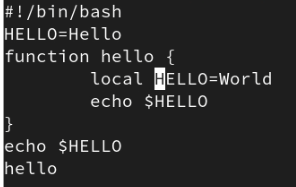 #!/bin/bash
HELLO=Hello
function hello {
        local HELLO=World
        echo $HELLO
}
echo $HELLO
hello